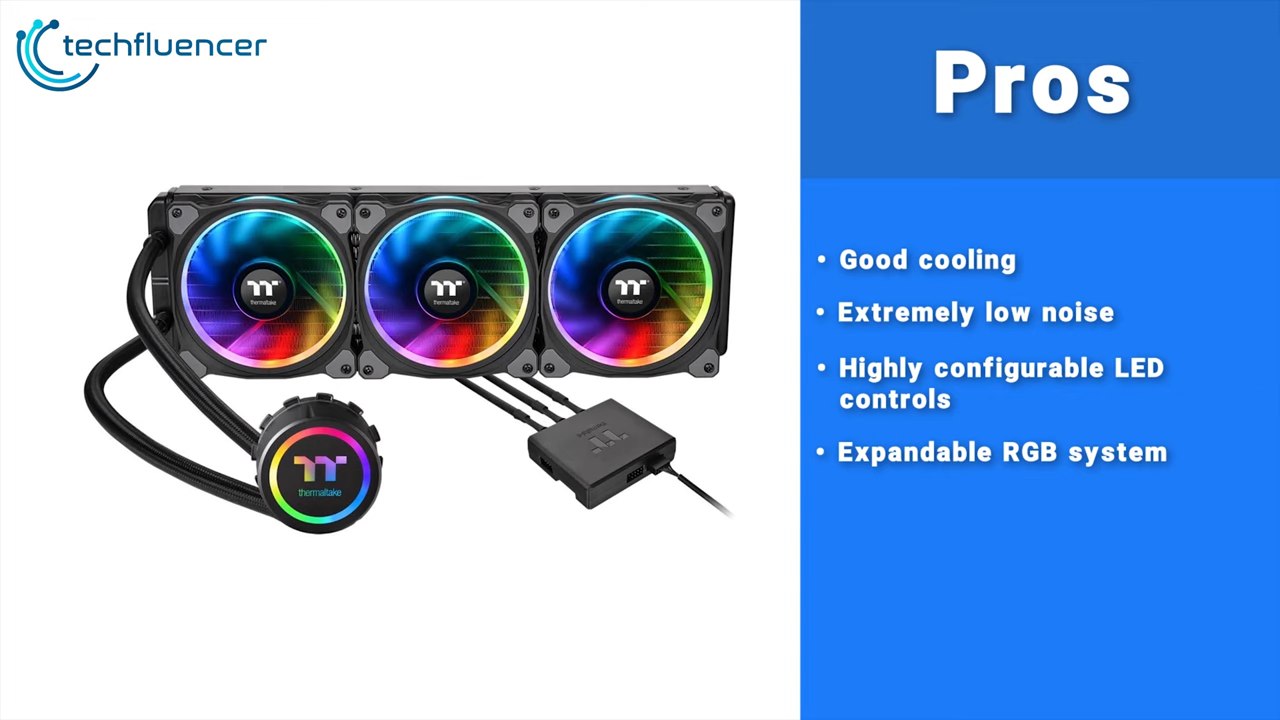 techfluencer
Pros
• Good cooling
• Extremely low noise
• Highly configurable LED
controls
• Expandable RGB system
thermaltake
thermaltake
thermaltake
thermaltake